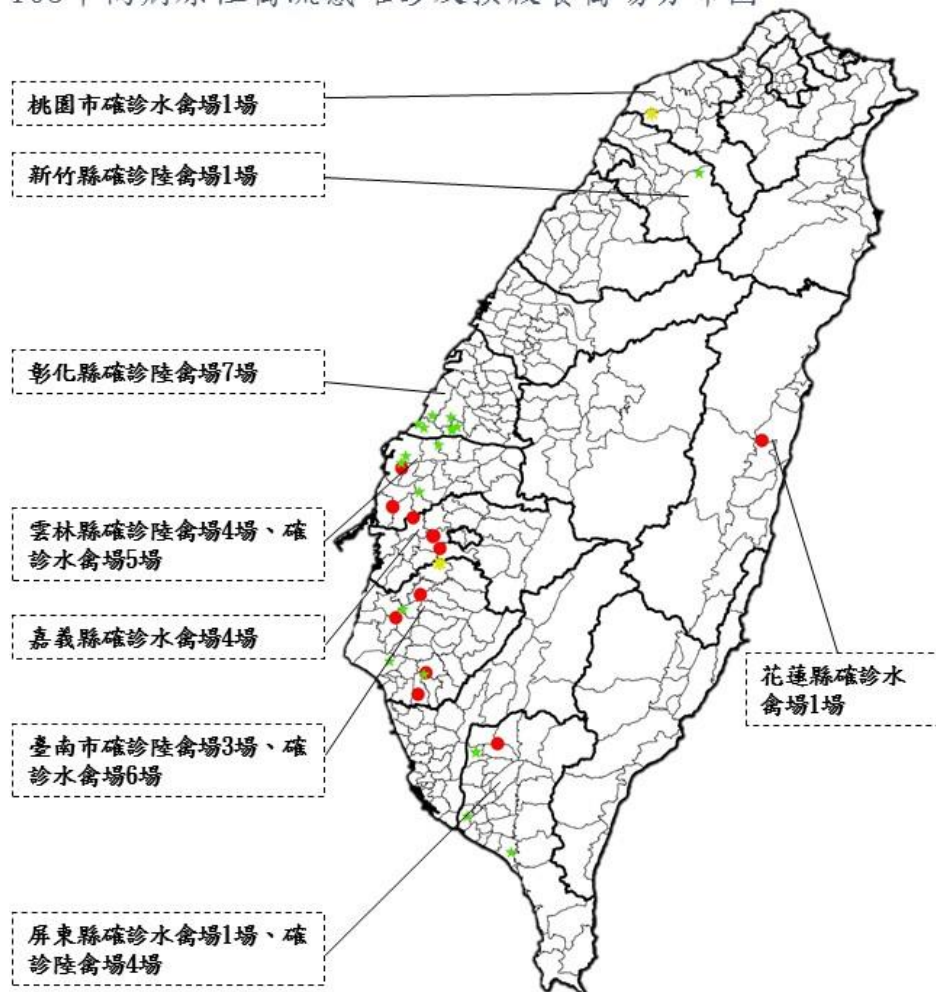 桃園市確診水禽場1場
新竹縣確診陸禽場1場
彰化縣確診陸禽場7場
雲林縣確診陸禽場4場、確
診水禽場5場
嘉義縣確診水禽場4場
花蓮縣確診水
禽場1場
臺南市確診陸禽場3場、確
診水禽場6場
屏東縣確診水禽場1場、確
診陸禽場4場